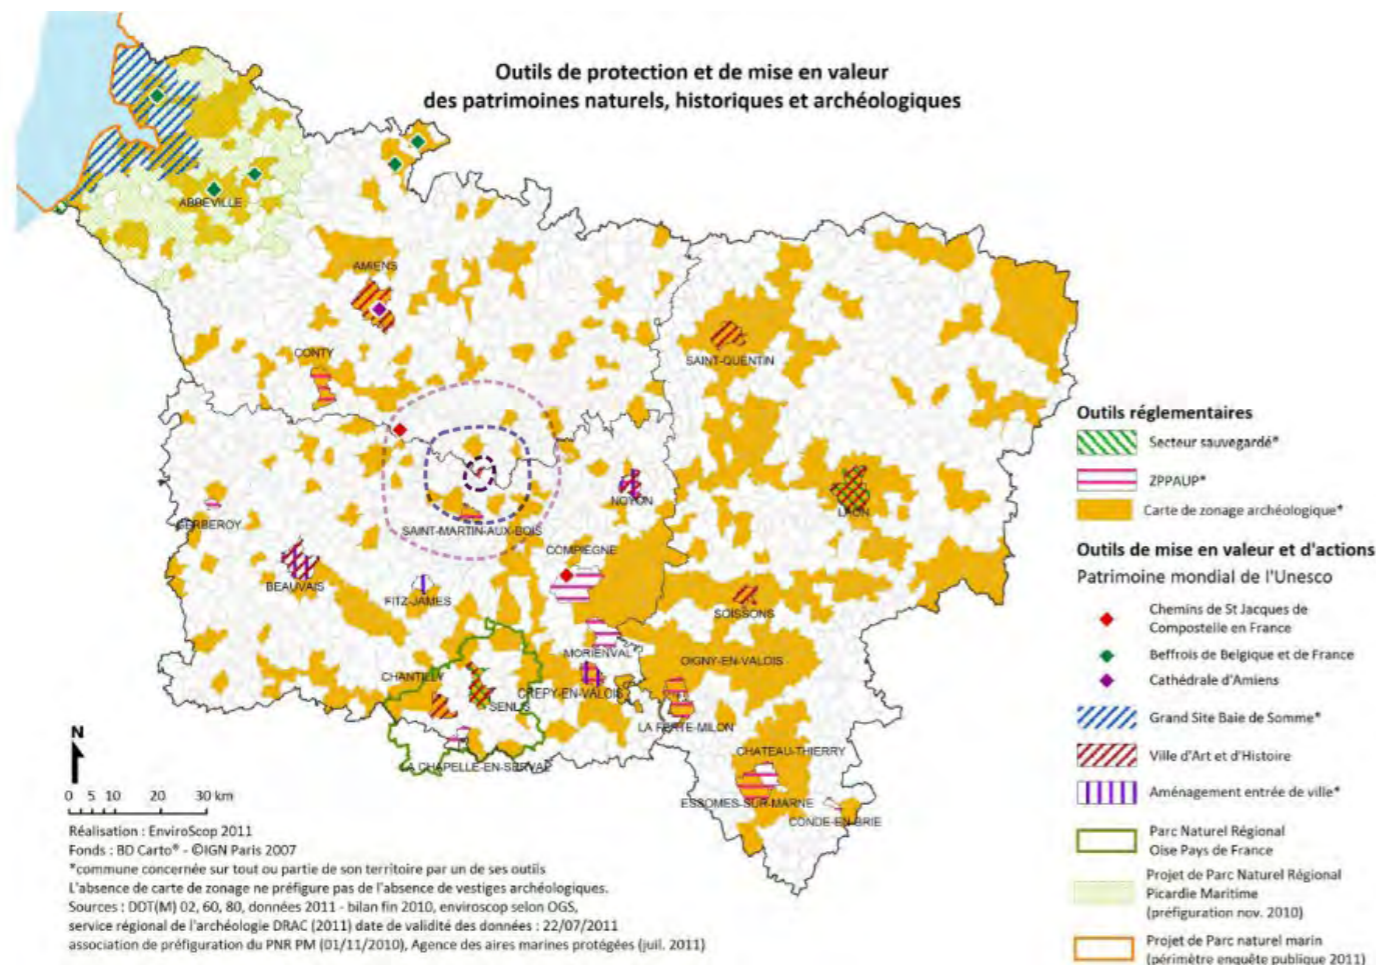 Outils de protection et de mise en valeur
des patrimoines naturels, historiques et archéologiques
ABBEVILLE
AMIENS
CONTY
SAINT-QUENTIN
LAON
NOYON
GERBEROY
SAINT-MARTIN-AUX-BOIS
COMPIEGNE
BEAUVAIS
FITZ-JAMES
SOISSONS
MORIENVAL
OIGNY-EN-VALOIS
CHANTILLY
CREPY-EN-VALOIS
SENLIS
LA FERTE-MILON
CHATEAU-THIERRY
LA CHAPELLE-EN-SERVAL
ESSOMES-SUR-MARNE
CONDE-EN-BRIE
N
0 5 10 20 30 km
Réalisation : EnviroScop 2011
Fonds : BD Carto® - ©IGN Paris 2007
*commune concernée sur tout ou partie de son territoire par un de ses outils
L'absence de carte de zonage ne préfigure pas de l'absence de vestiges archéologiques.
Sources : DDT(M) 02, 60, 80, données 2011 - bilan fin 2010, enviroscop selon OGS,
service régional de l'archéologie DRAC (2011) date de validité des données : 22/07/2011
association de préfiguration du PNR PM (01/11/2010), Agence des aires marines protégées (juil. 2011)
Outils réglementaires
Secteur sauvegardé*
ZPPAUP*
Carte de zonage archéologique*
Outils de mise en valeur et d'actions
Patrimoine mondial de l'Unesco
Chemins de St Jacques de
Compostelle en France
Beffrois de Belgique et de France
Cathédrale d'Amiens
Grand Site Baie de Somme*
Ville d'Art et d'Histoire
Aménagement entrée de ville*
Parc Naturel Régional
Oise Pays de France
Projet de Parc Naturel Régional
Picardie Maritime
(préfiguration nov. 2010)
Projet de Parc naturel marin
(périmètre enquête publique 2011)